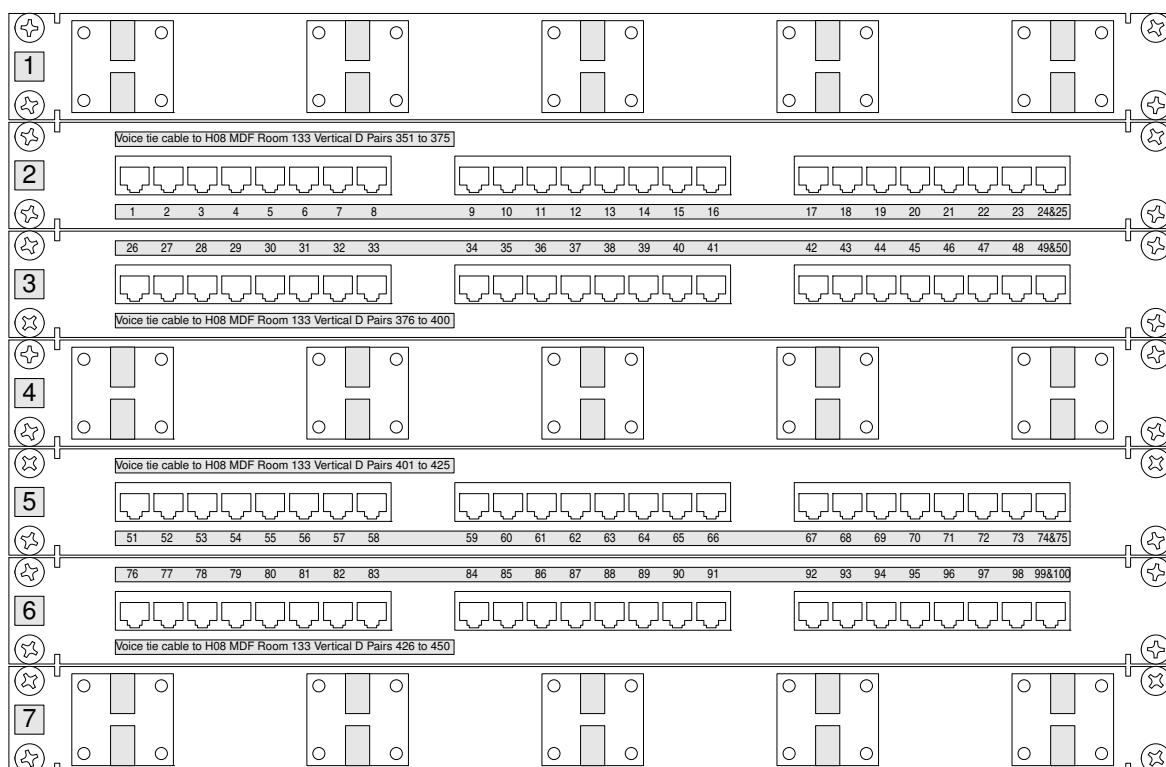 1
Voice tie cable to H08 MDF Room 133 Vertical D Pairs 351 to 375
2
1 2 3 4 5 6 7 8 9 10 11 12 13 14 15 16 17 18 19 20 21 22 23 24&25
26 27 28 29 30 31 32 33 34 35 36 37 38 39 40 41 42 43 44 45 46 47 48 49&50
3
Voice tie cable to H08 MDF Room 133 Vertical D Pairs 376 to 400
4
Voice tie cable to H08 MDF Room 133 Vertical D Pairs 401 to 425
5
51 52 53 54 55 56 57 58 59 60 61 62 63 64 65 66 67 68 69 70 71 72 73 74&75
76 77 78 79 80 81 82 83 84 85 86 87 88 89 90 91 92 93 94 95 96 97 98 99&100
6
Voice tie cable to H08 MDF Room 133 Vertical D Pairs 426 to 450
7